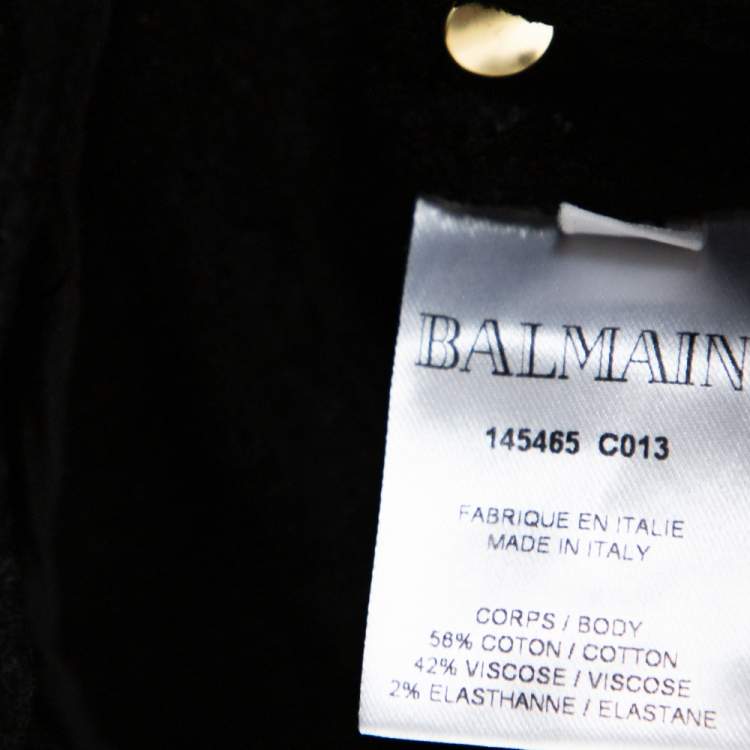 BALMAIN
145465 C013
FABRIQUE EN ITALIE
MADE IN ITALY
CORPS / BODY
56% COTON / COTTON
42% VISCOSE / VISCOSE
2% ELASTHANNE / ELASTANE